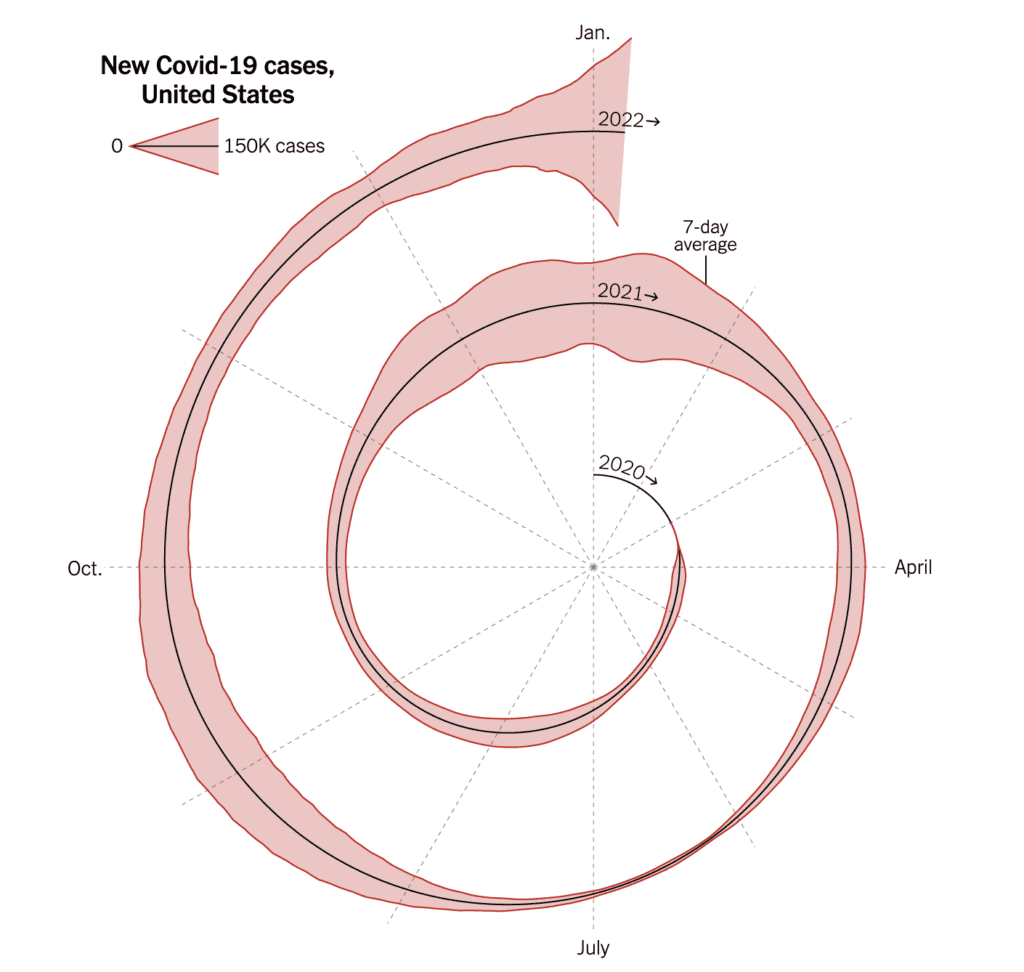 Jan.
New Covid-19 cases,
United States
0
150K cases
2022→
7-day
average
2021→
2020→
Oct.
April
July